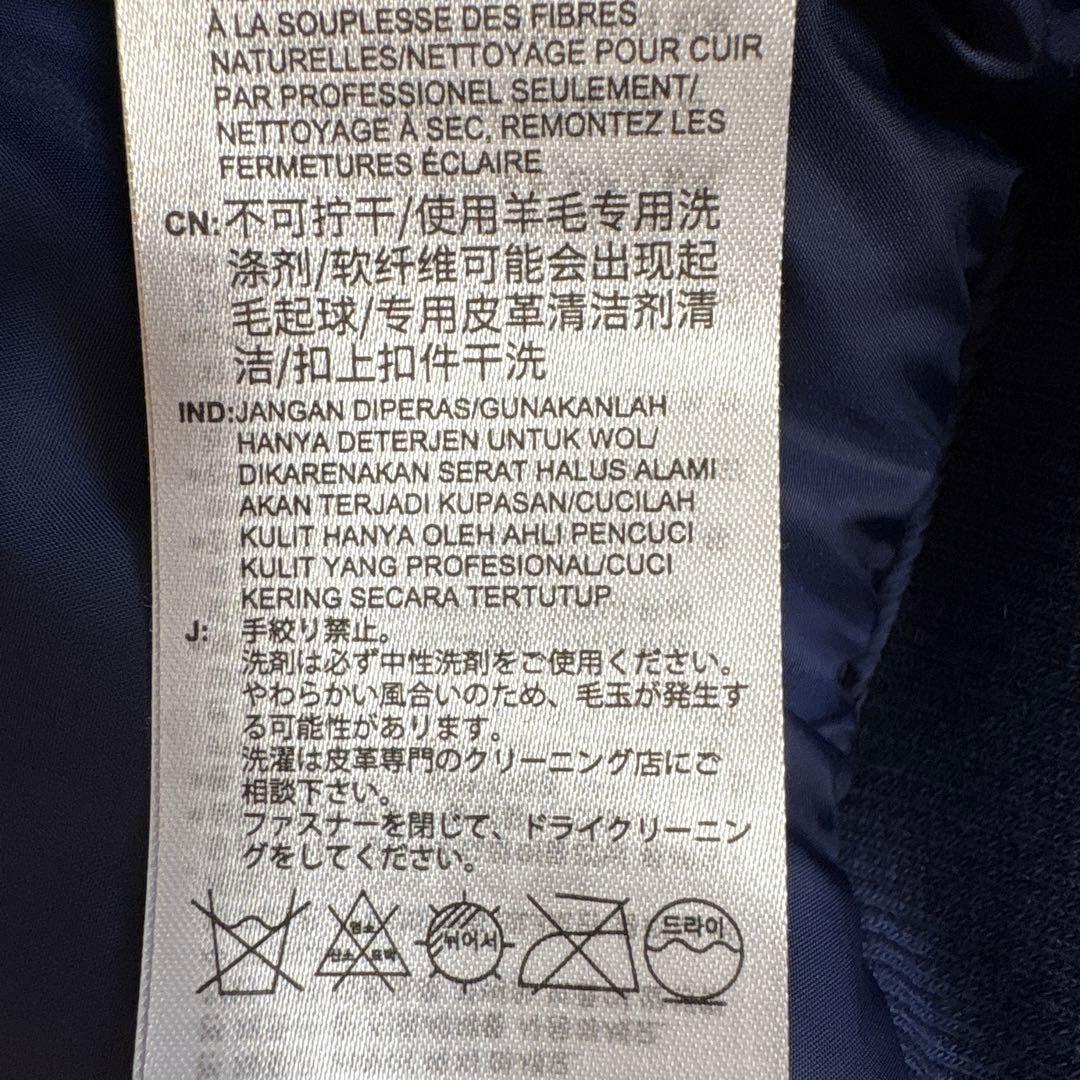 À LA SOUPLESSE DES FIBRES
NATURELLES/NETTOYAGE POUR CUIR
PAR PROFESSIONEL SEULEMENT/
NETTOYAGE À SEC. REMONTEZ LES
FERMETURES ÉCLAIRE
CN:不可拧干/使用羊毛专用洗
涤剂/软纤维可能会出现起
毛起球/专用皮革清洁剂清
洁/扣上扣件干洗
IND:JANGAN DIPERAS/GUNAKANLAH
HANYA DETERJEN UNTUK WOL/
DIKARENAKAN SERAT HALUS ALAMI
AKAN TERJADI KUPASAN/CUCILAH
KULIT HANYA OLEH AHLI PENCUCI
KULIT YANG PROFESIONAL/CUCI
KERING SECARA TERTUTUP
J: 手絞り禁止。
洗剤は必ず中性洗剤をご使用ください。
やわらかい風合いのため、毛玉が発生す
る可能性があります。
洗濯は皮革専門のクリーニング店にご
相談下さい。
ファスナーを閉じて、ドライクリーニン
グをしてください。
염소
산소 표백
뉘어서
드라이